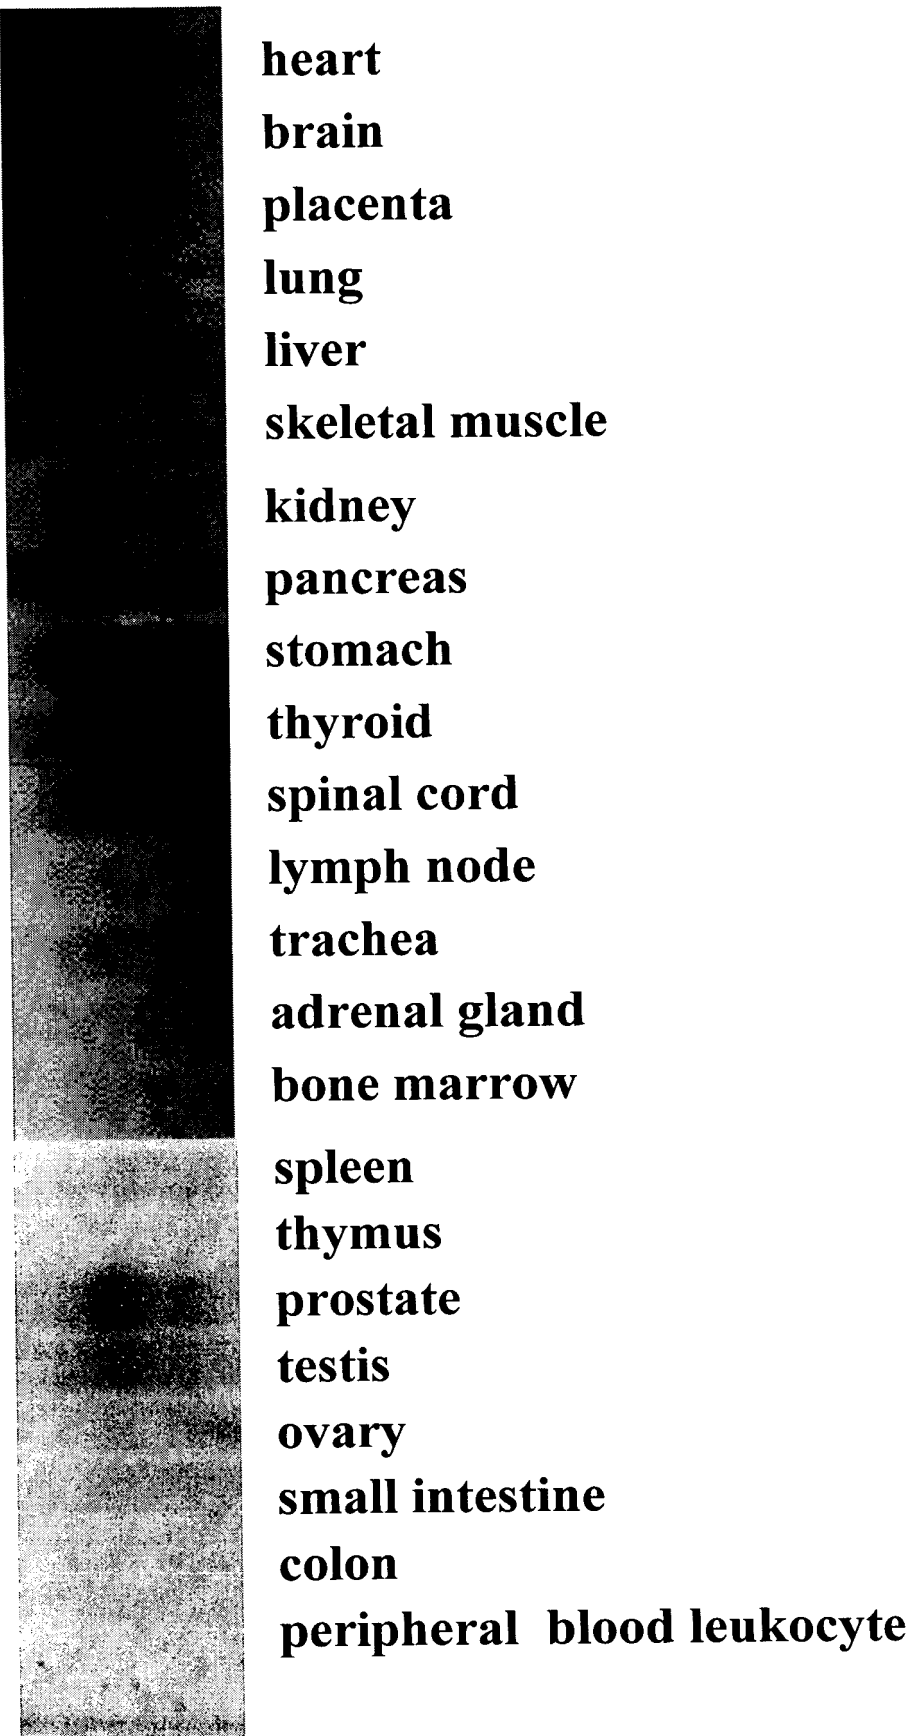 heart
brain
placenta
lung
liver
skeletal muscle
kidney
pancreas
stomach
thyroid
spinal cord
lymph node
trachea
adrenal gland
bone marrow
spleen
thymus
prostate
testis
ovary
small intestine
colon
peripheral blood leukocyte